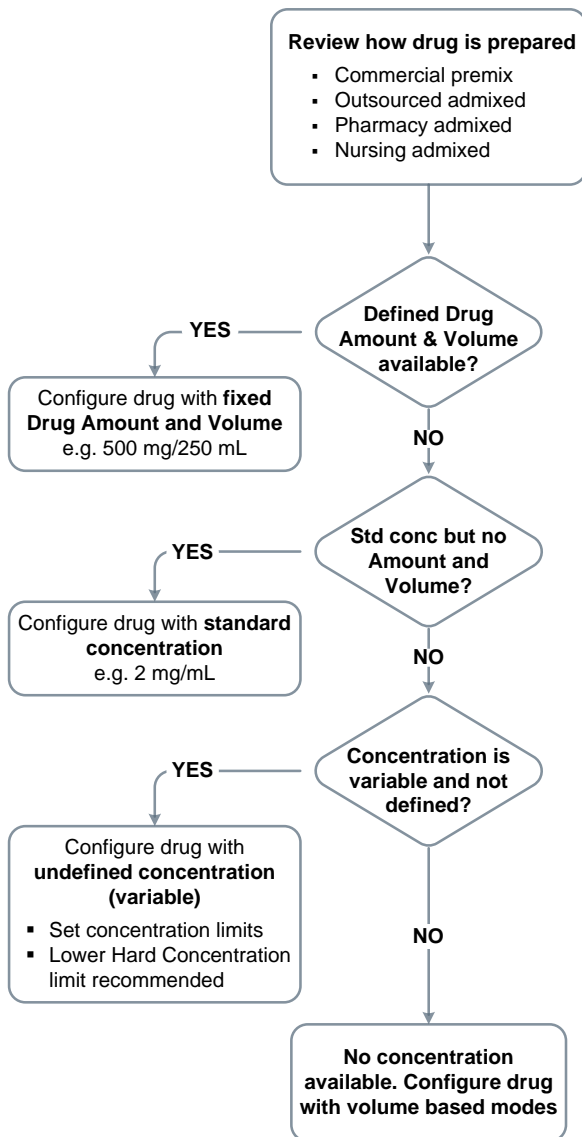 Review how drug is prepared
▪ Commercial premix
▪ Outsourced admixed
▪ Pharmacy admixed
▪ Nursing admixed
Defined Drug
Amount & Volume
available?
YES
Configure drug with fixed
Drug Amount and Volume
e.g. 500 mg/250 mL
NO
Std conc but no
Amount and
Volume?
YES
Configure drug with standard
concentration
e.g. 2 mg/mL
NO
Concentration is
variable and not
defined?
YES
Configure drug with
undefined concentration
(variable)
▪ Set concentration limits
▪ Lower Hard Concentration
limit recommended
NO
No concentration
available. Configure drug
with volume based modes